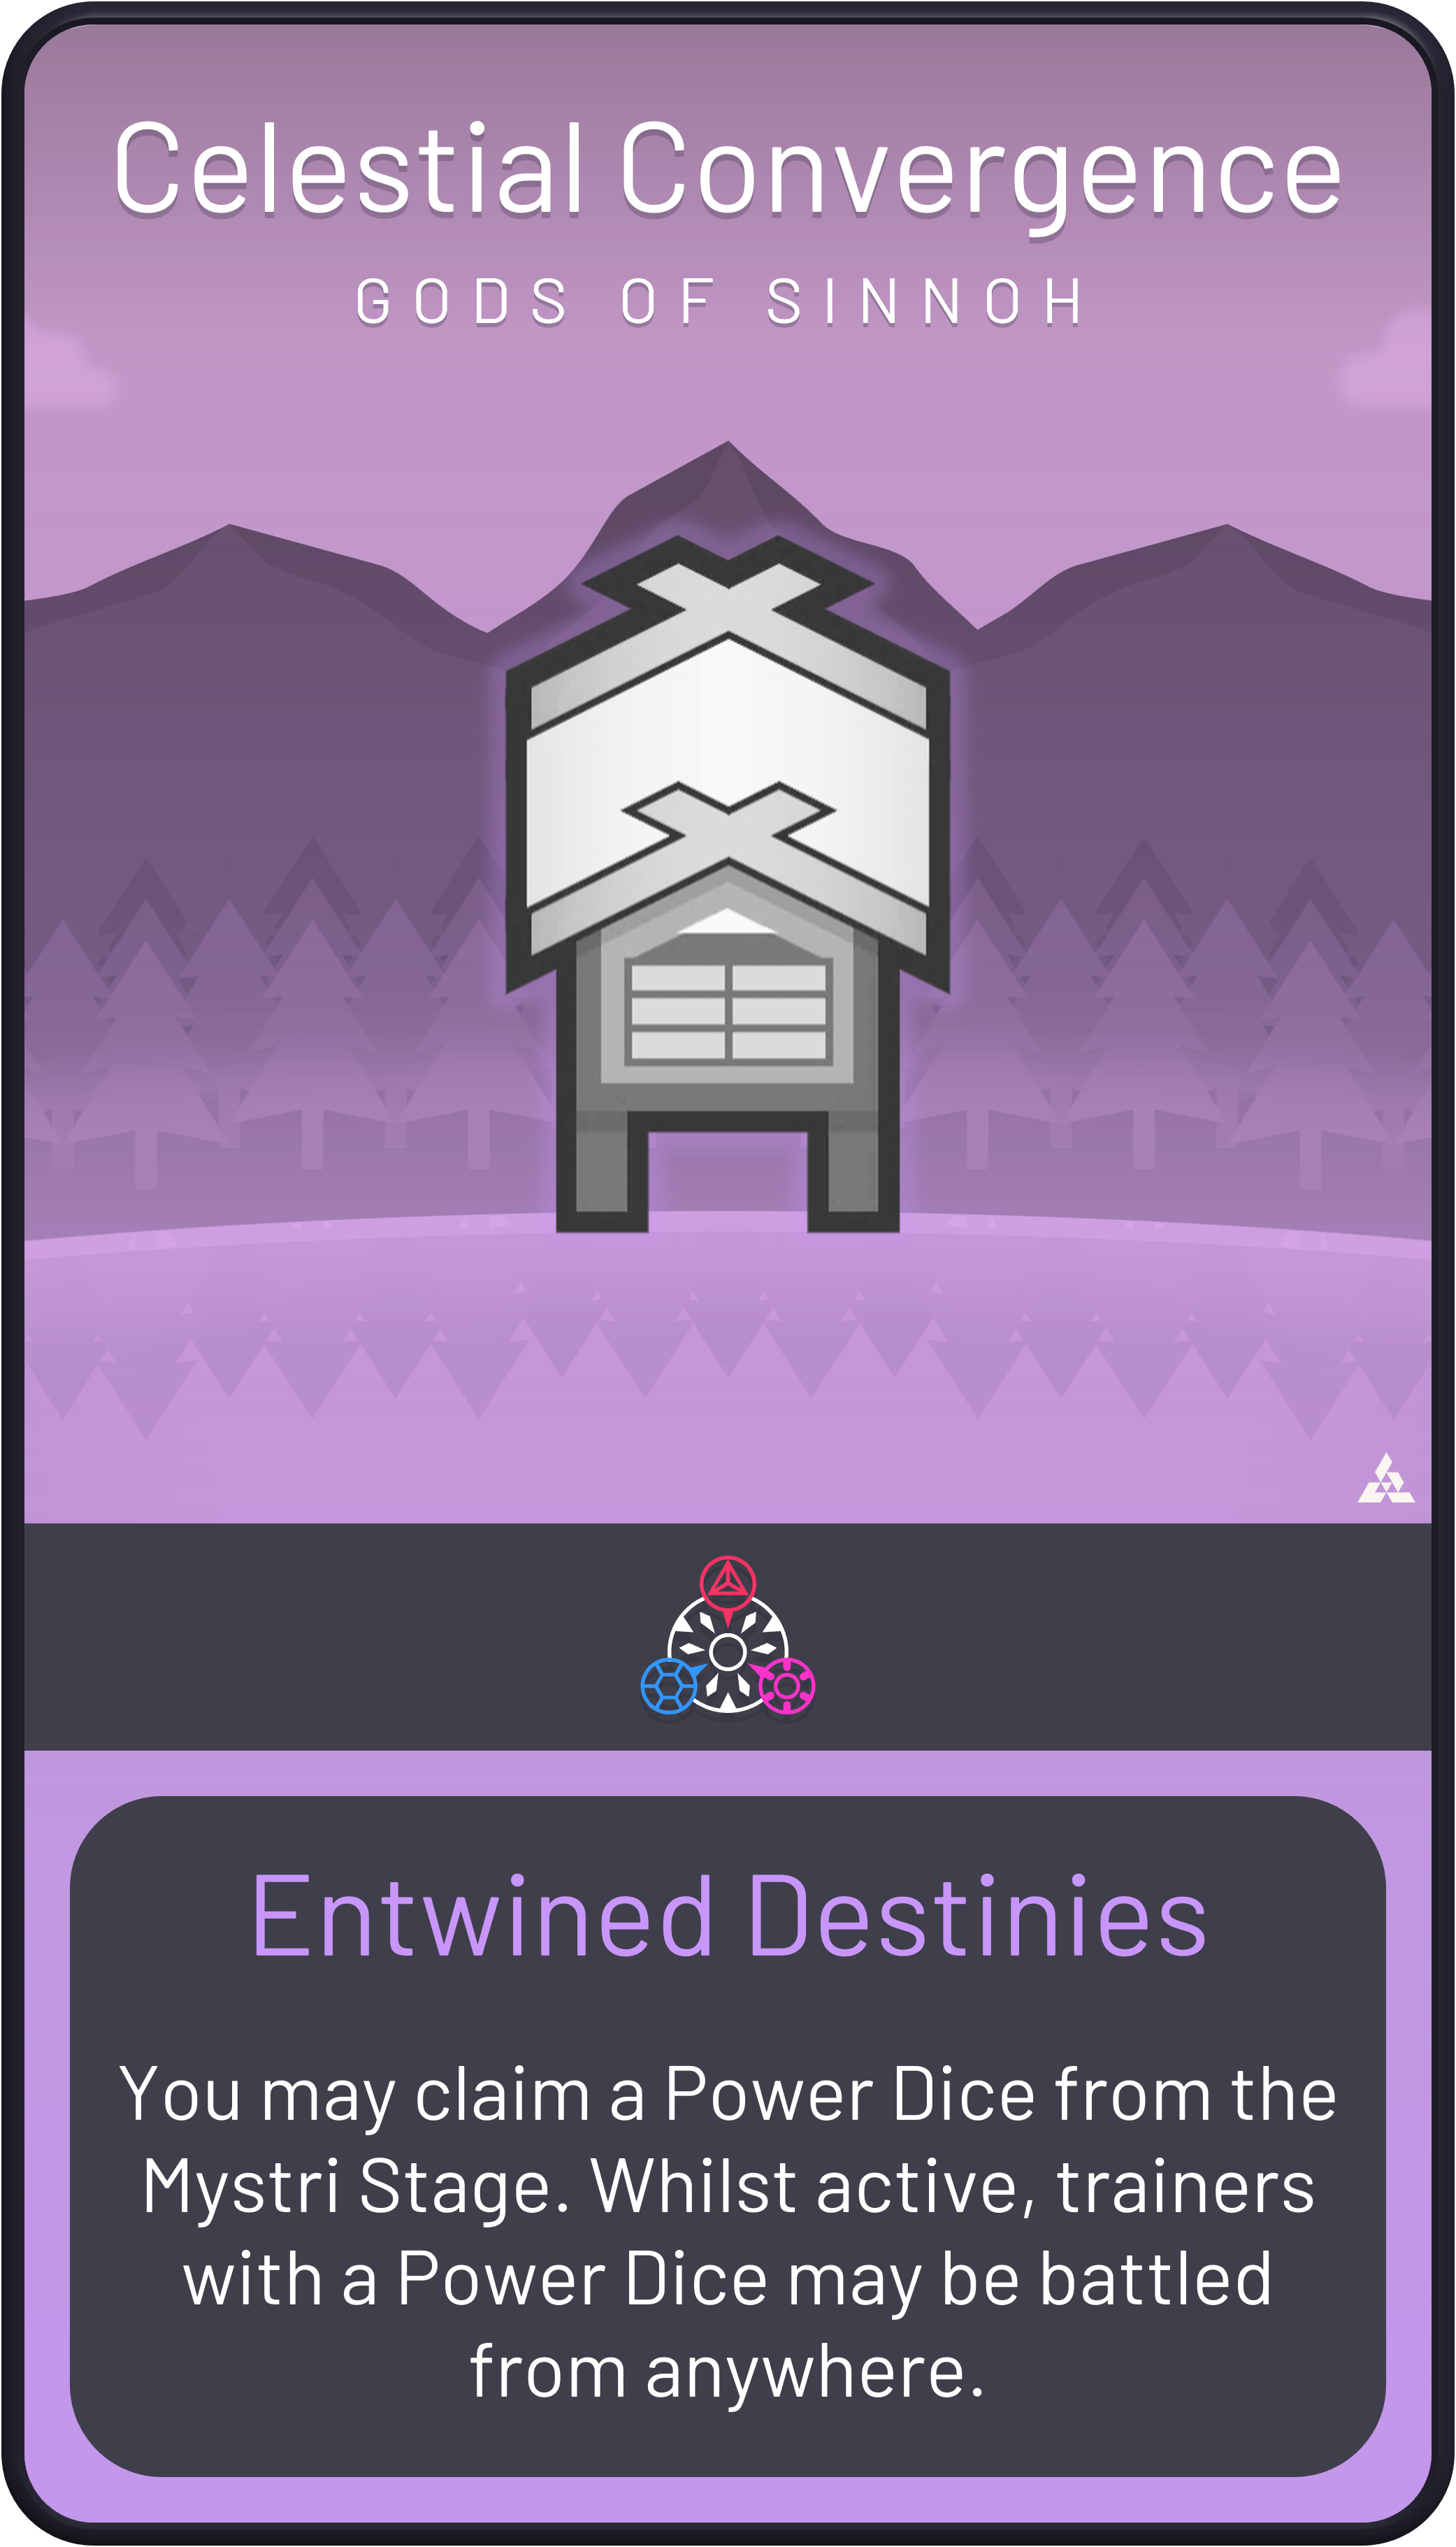 Celestial Convergence
GODS OF SINNOH
Entwined Destinies
You may claim a Power Dice from the
Mystri Stage. Whilst active, trainers
with a Power Dice may be battled
from anywhere.